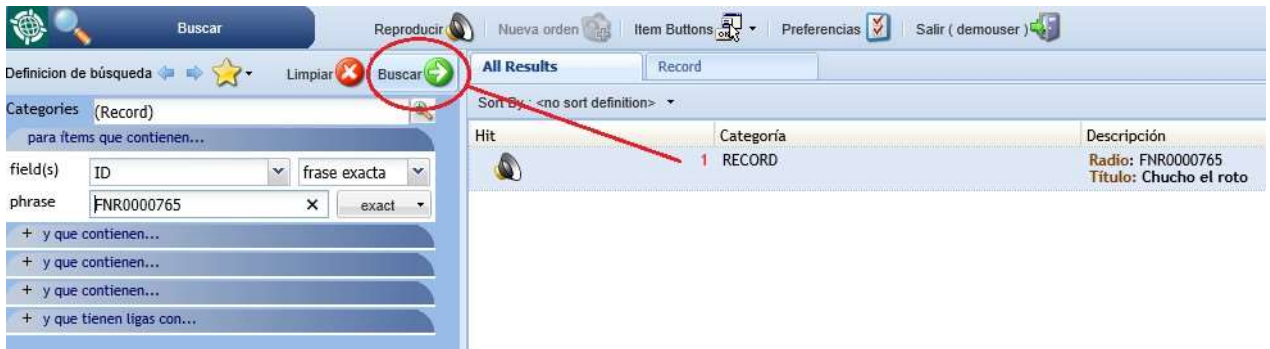 Buscar
Reproducir
Nueva orden
Item Buttons
Preferencias
Salir ( demouser )
Definicion de búsqueda
Limpiar
Buscar
All Results
Record
Categories (Record)
Sort By : <no sort definition>
para ítems que contienen...
Hit
Categoría
Descripción
field(s) ID frase exacta
1 RECORD
Radio: FNR0000765
Título: Chucho el roto
phrase FNR0000765 exact
+ y que contienen...
+ y que contienen...
+ y que contienen...
+ y que tienen ligas con...